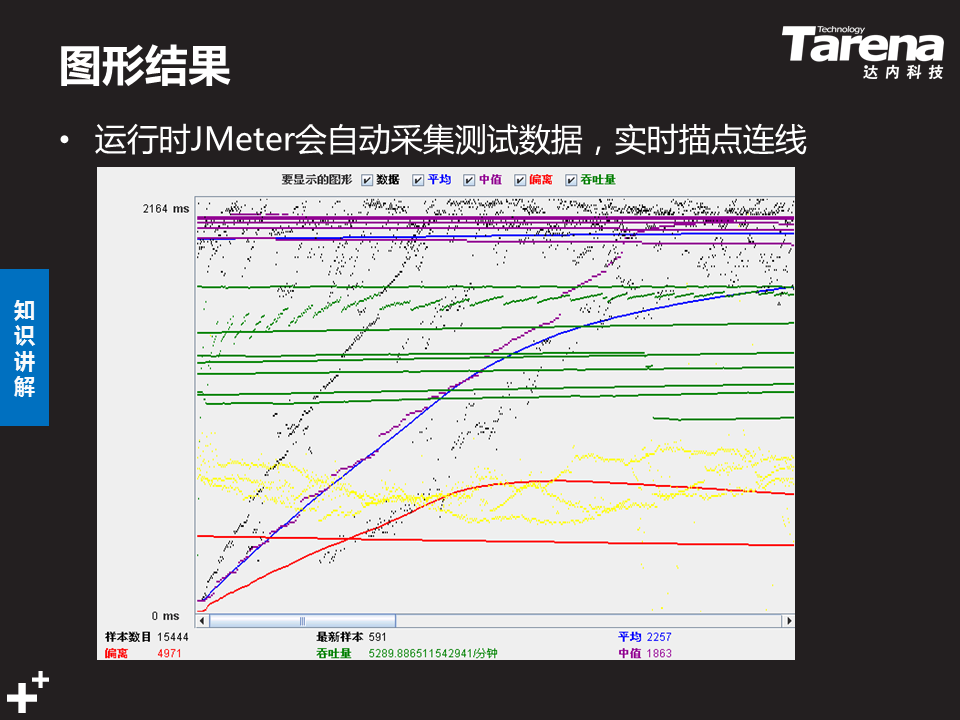 图形结果
Technology
Tarena
达内科技
• 运行时JMeter会自动采集测试数据，实时描点连线
要显示的图形 数据 平均 中值 偏离 吞吐量
2164 ms
知识讲解
0 ms
样本数目 15444 最新样本 591 平均 2257
偏离 4971 吞吐量 5289.886511542941/分钟 中值 1863